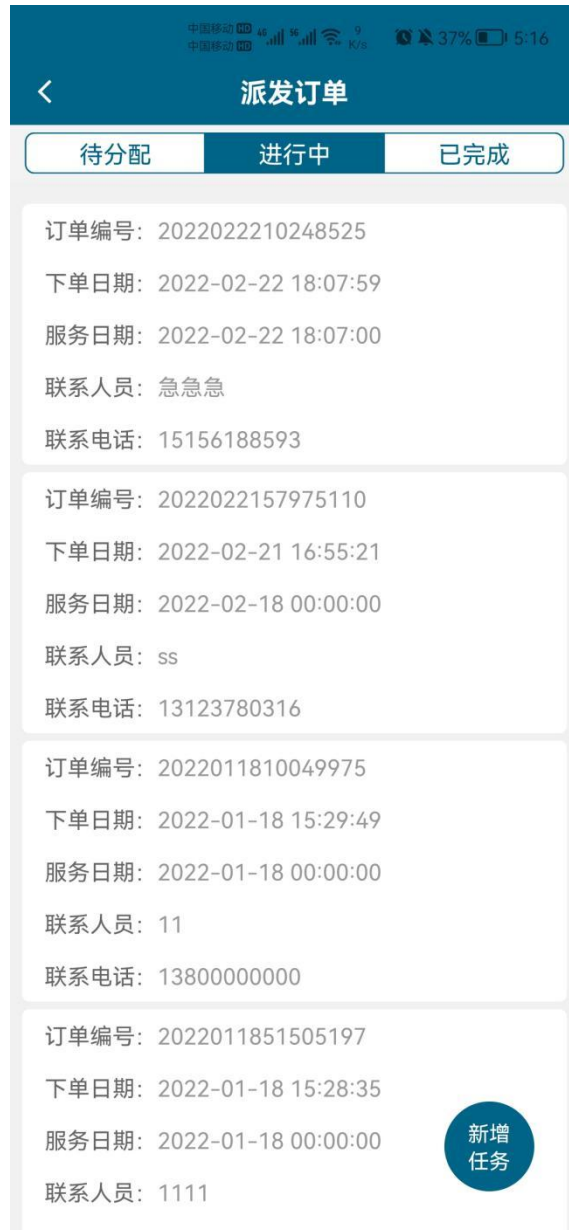 中国移动 HD 4G 5G 9 K/s 37% 5:16
中国移动 HD
派发订单
待分配 进行中 已完成
订单编号：2022022210248525
下单日期：2022-02-22 18:07:59
服务日期：2022-02-22 18:07:00
联系人员：急急急
联系电话：15156188593
订单编号：2022022157975110
下单日期：2022-02-21 16:55:21
服务日期：2022-02-18 00:00:00
联系人员：ss
联系电话：13123780316
订单编号：2022011810049975
下单日期：2022-01-18 15:29:49
服务日期：2022-01-18 00:00:00
联系人员：11
联系电话：13800000000
订单编号：2022011851505197
下单日期：2022-01-18 15:28:35
服务日期：2022-01-18 00:00:00
联系人员：1111
新增
任务